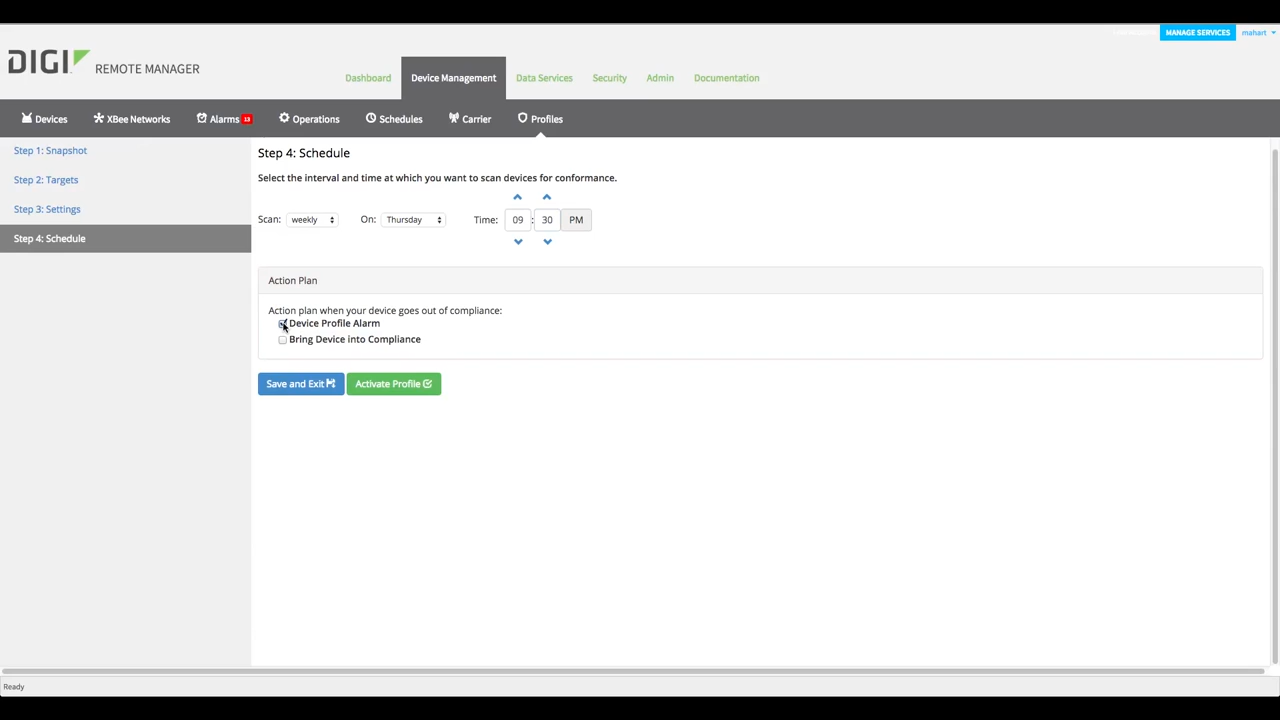 MANAGE SERVICES
mahart
DIGI REMOTE MANAGER
Dashboard
Device Management
Data Services
Security
Admin
Documentation
Devices
XBee Networks
Alarms 13
Operations
Schedules
Carrier
Profiles
Step 1: Snapshot
Step 2: Targets
Step 3: Settings
Step 4: Schedule
Step 4: Schedule
Select the interval and time at which you want to scan devices for conformance.
Scan: weekly On: Thursday Time: 09 : 30 PM
Action Plan
Action plan when your device goes out of compliance:
Device Profile Alarm
Bring Device into Compliance
Save and Exit
Activate Profile
Ready